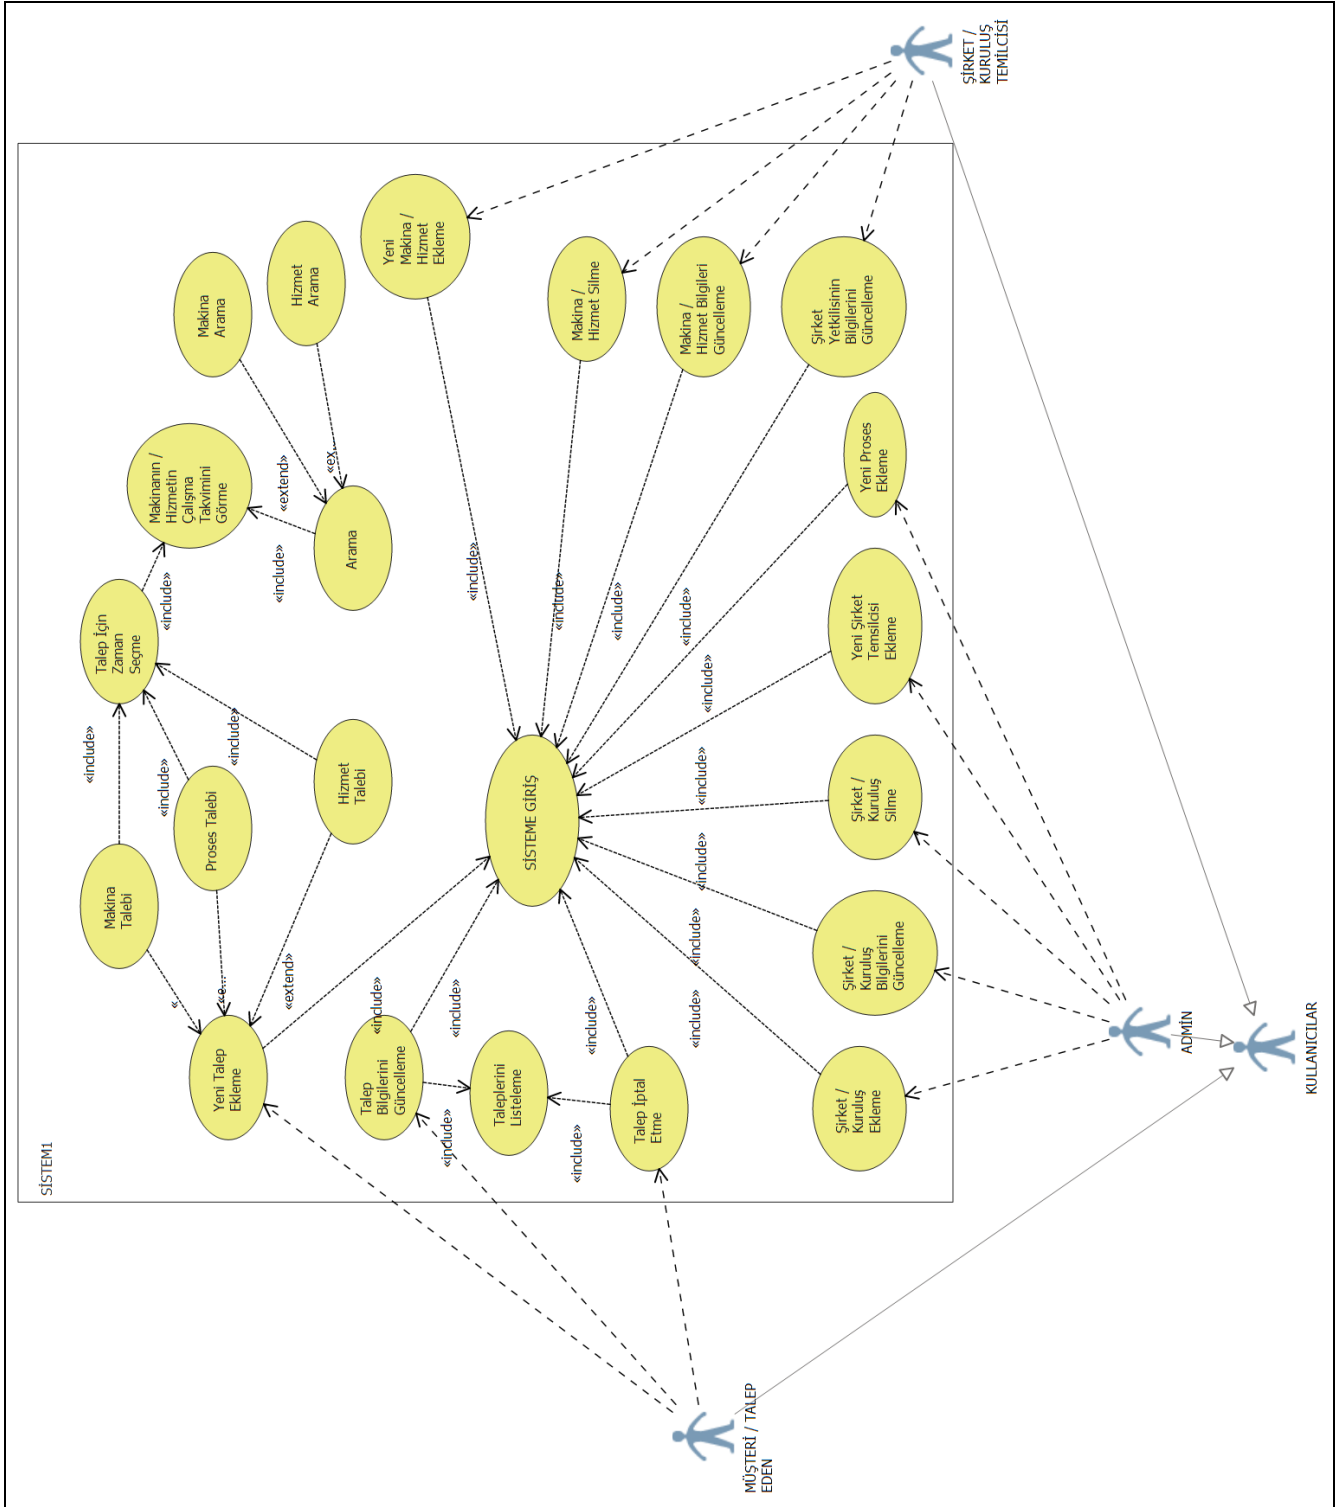 SİSTEM1
Makina
Talebi
Talep İçin
Zaman
Seçme
Makinanın /
Hizmetin
Çalışma
Takvimini
Görme
Makina
Arama
Hizmet
Arama
Proses Talebi
Hizmet
Talebi
Arama
Yeni Talep
Ekleme
Yeni
Makina /
Hizmet
Ekleme
«include»
«include»
«include»
«include»
«include»
«extend»
«ex..
«
«e...
«extend»
Talep
Bilgilerini
Güncelleme
Taleplerini
Listeleme
Talep İptal
Etme
SİSTEME GİRİŞ
Makina /
Hizmet Silme
Makina /
Hizmet Bilgileri
Güncelleme
Şirket
Yetkilisinin
Bilgilerini
Güncelleme
«include»
«include»
«include»
«include»
«include»
«include»
«include»
«include»
«include»
«include»
«include»
«include»
«include»
Şirket /
Kuruluş
Ekleme
Şirket /
Kuruluş
Bilgilerini
Güncelleme
Şirket /
Kuruluş
Silme
Yeni Şirket
Temsilcisi
Ekleme
Yeni Proses
Ekleme
MÜŞTERİ / TALEP
EDEN
ŞİRKET /
KURULUŞ
TEMİLCİSİ
ADMİN
KULLANICILAR